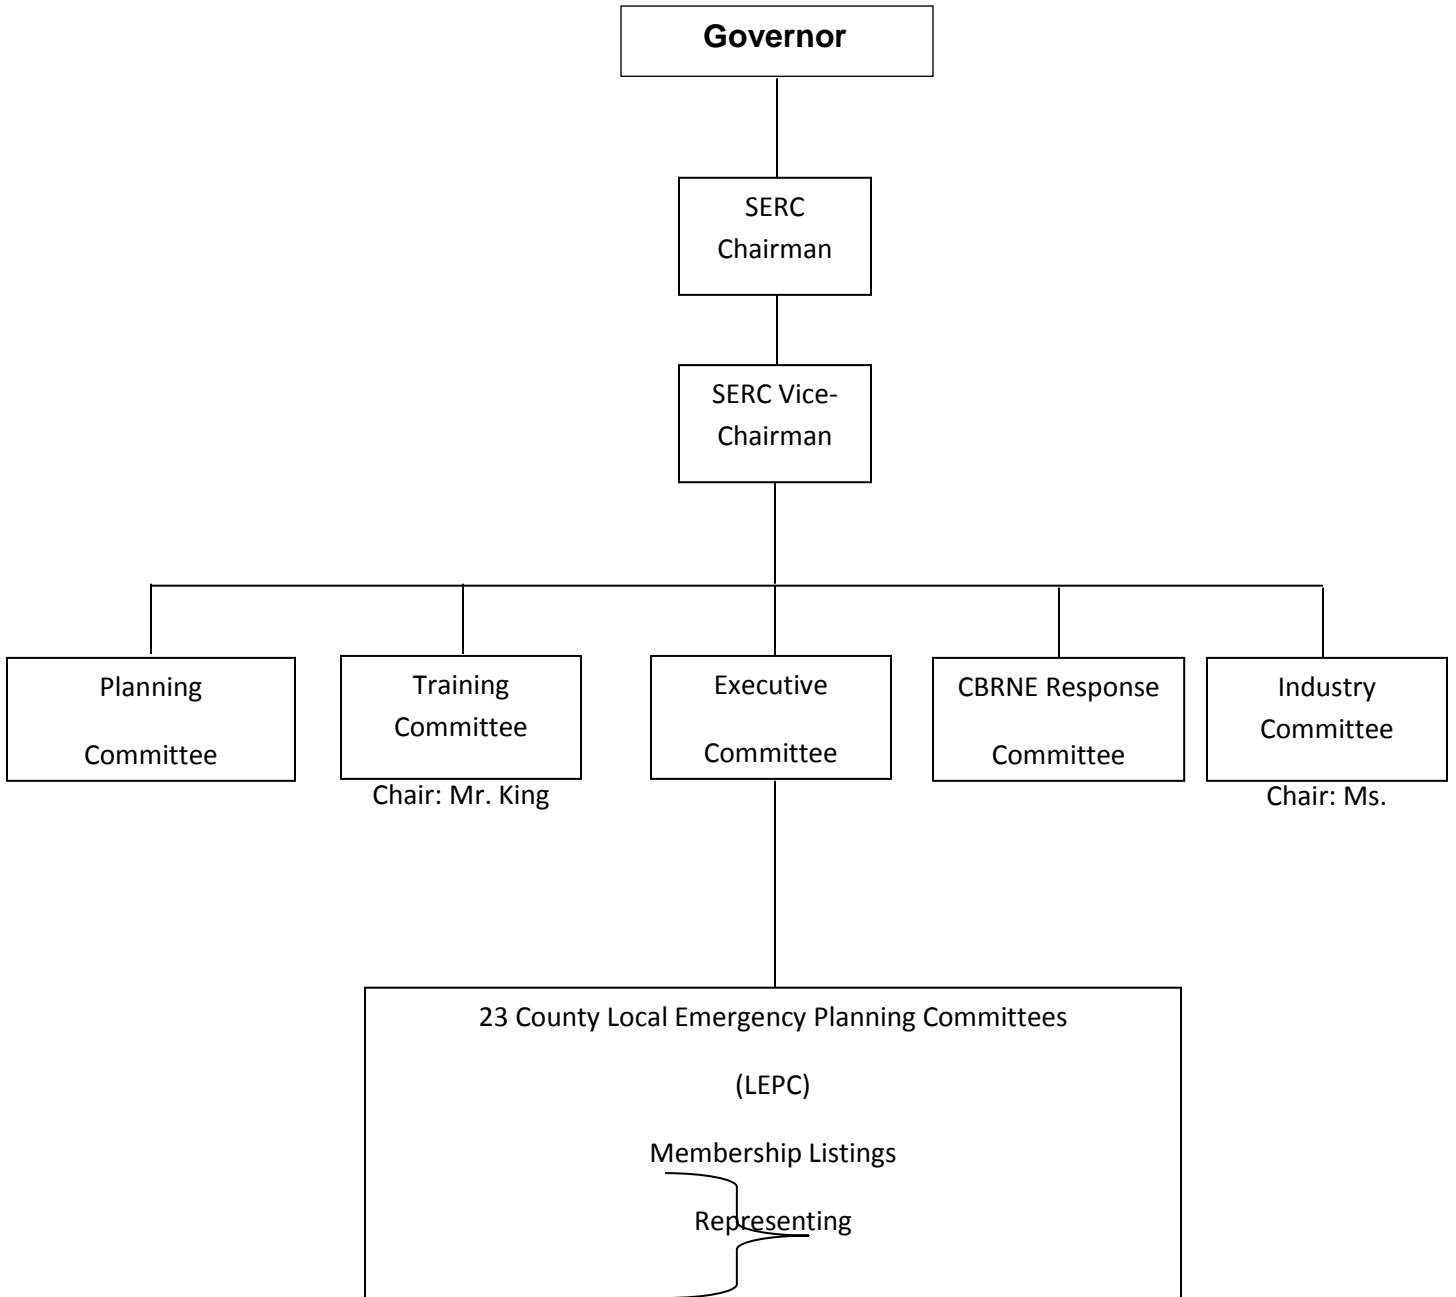 Governor
SERC
Chairman
SERC Vice-
Chairman
Planning
Committee
Training
Committee
Chair: Mr. King
Executive
Committee
CBRNE Response
Committee
Industry
Committee
Chair: Ms.
23 County Local Emergency Planning Committees
(LEPC)
Membership Listings
Representing